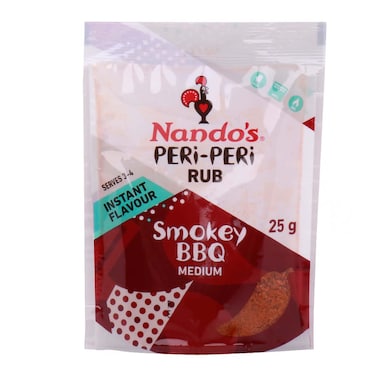 Nando's®
PERi-PERi
RUB
SERVES 3-4
INSTANT
FLAVOUR
25 g
Smokey
BBQ
MEDIUM